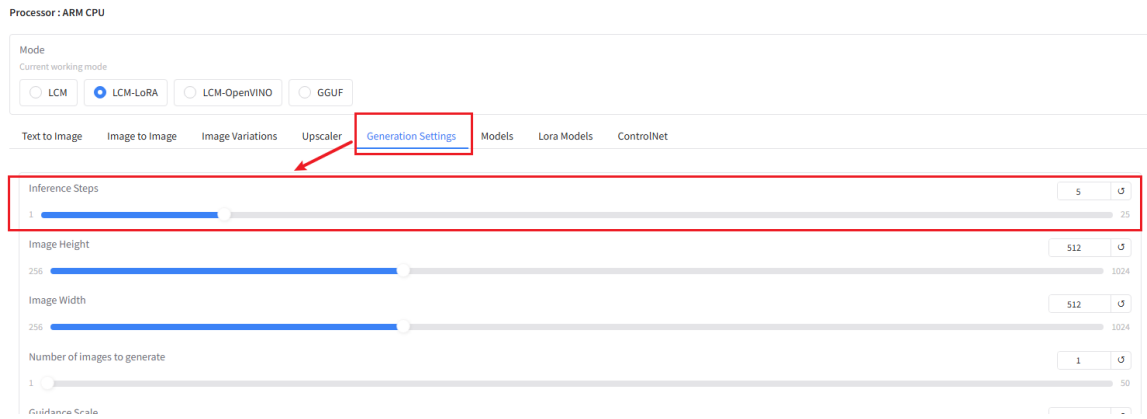 Processor : ARM CPU
Mode
Current working mode
LCM LCM-LoRA LCM-OpenVINO GGUF
Text to Image Image to Image Image Variations Upscaler Generation Settings Models Lora Models ControlNet
Inference Steps 5
1 25
Image Height 512
256 1024
Image Width 512
256 1024
Number of images to generate 1
1 50
Guidance Scale